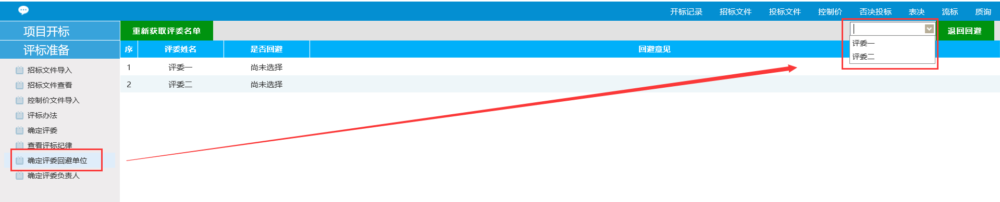 开标记录 招标文件 投标文件 控制价 否决投标 表决 流标 质询
项目开标
重新获取评委名单
退回回避
评标准备
序 评委姓名 是否回避 回避意见
评委一
评委二
1 评委一 尚未选择
2 评委二 尚未选择
招标文件导入
招标文件查看
控制价文件导入
评标办法
确定评委
查看评标纪律
确定评委回避单位
确定评委负责人